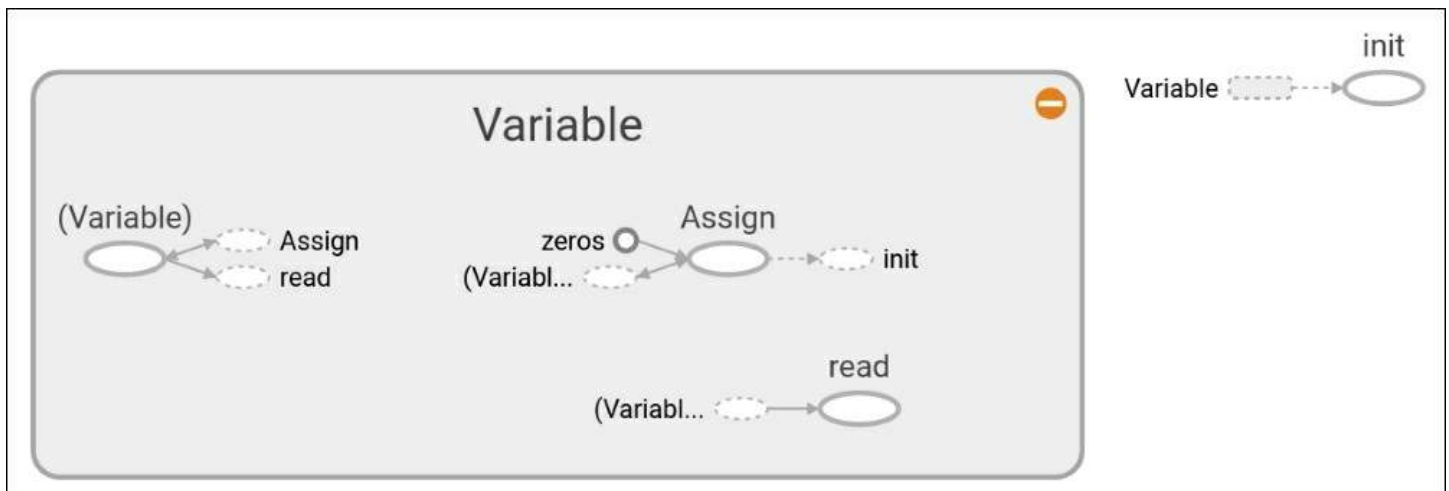 init
Variable
Variable
(Variable)
Assign
read
zeros
(Variabl...
Assign
init
read
(Variabl...